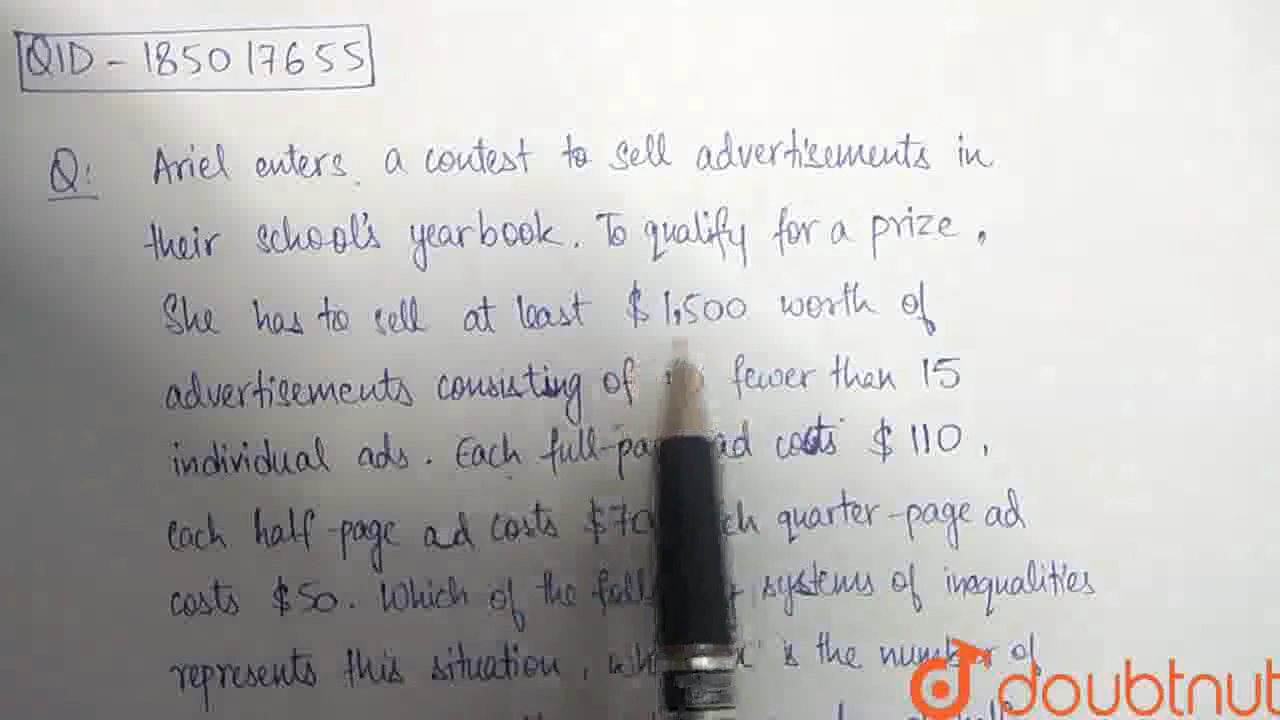 QID - 185017655
Q: Ariel enters a contest to sell advertisements in
their school's yearbook. To qualify for a prize,
She has to sell at least $1,500 worth of
advertisements consisting of fewer than 15
individual ads. Each full-pa ad costs $110,
each half-page ad costs $70 ch quarter-page ad
costs $50. Which of the foll systems of inequalities
represents this situation, wh x is the number of
doubtnut